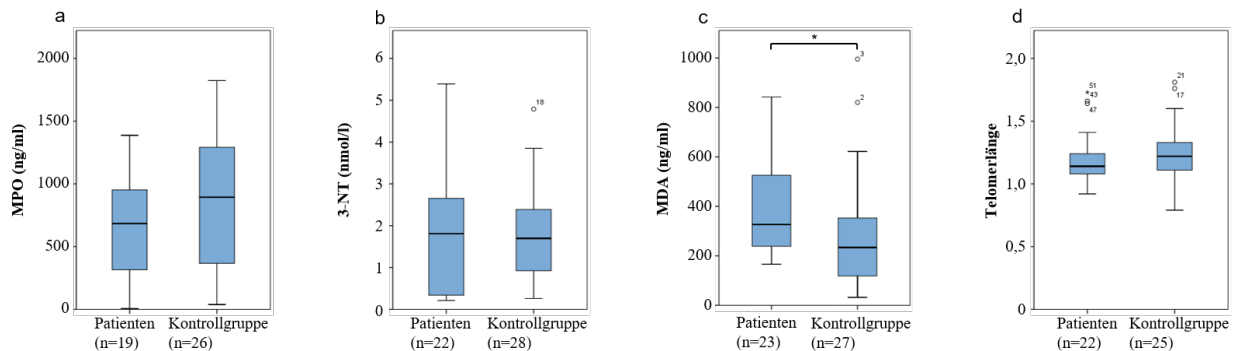 a
MPO (ng/ml)
2000
1500
1000
500
0
Patienten
(n=19)
Kontrollgruppe
(n=26)
b
3-NT (nmol/l)
6
5
4
3
2
1
0
18
Patienten
(n=22)
Kontrollgruppe
(n=28)
c
MDA (ng/ml)
1000
800
600
400
200
0
*
3
2
Patienten
(n=23)
Kontrollgruppe
(n=27)
d
Telomerlänge
2,0
1,5
1,0
0,5
0
51
*43
47
21
17
Patienten
(n=22)
Kontrollgruppe
(n=25)